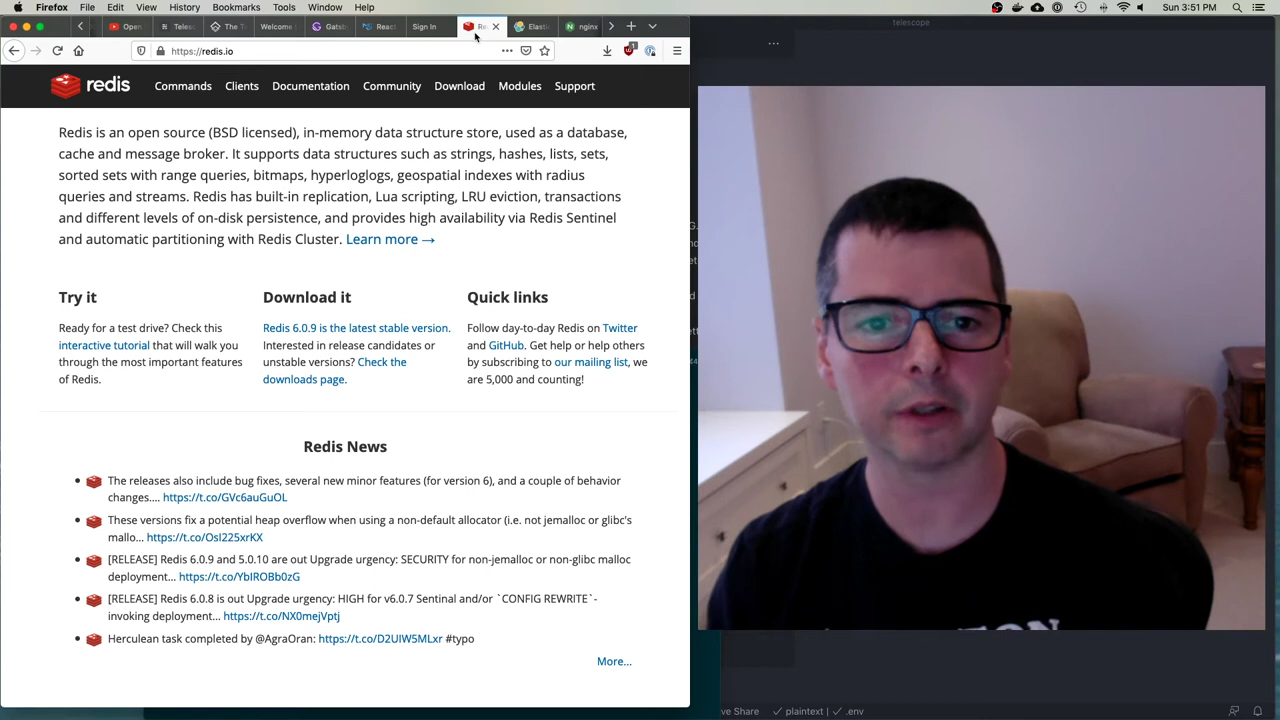 Firefox File Edit View History Bookmarks Tools Window Help
Sun 3:51 PM
telescope
Open
Telesc
The T
Welcome
Gatsb
React
Sign In
Re
Elasti
nginx
https://redis.io
redis
Commands Clients Documentation Community Download Modules Support
Redis is an open source (BSD licensed), in-memory data structure store, used as a database,
cache and message broker. It supports data structures such as strings, hashes, lists, sets,
sorted sets with range queries, bitmaps, hyperloglogs, geospatial indexes with radius
queries and streams. Redis has built-in replication, Lua scripting, LRU eviction, transactions
and different levels of on-disk persistence, and provides high availability via Redis Sentinel
and automatic partitioning with Redis Cluster. Learn more →
Try it
Ready for a test drive? Check this
interactive tutorial that will walk you
through the most important features
of Redis.
Download it
Redis 6.0.9 is the latest stable version.
Interested in release candidates or
unstable versions? Check the
downloads page.
Quick links
Follow day-to-day Redis on Twitter
and GitHub. Get help or help others
by subscribing to our mailing list, we
are 5,000 and counting!
Redis News
The releases also include bug fixes, several new minor features (for version 6), and a couple of behavior
changes.... https://t.co/GVc6auGuOL
These versions fix a potential heap overflow when using a non-default allocator (i.e. not jemalloc or glibc's
mallo... https://t.co/OsI225xrKX
[RELEASE] Redis 6.0.9 and 5.0.10 are out Upgrade urgency: SECURITY for non-jemalloc or non-glibc malloc
deployment... https://t.co/YbIROBb0zG
[RELEASE] Redis 6.0.8 is out Upgrade urgency: HIGH for v6.0.7 Sentinal and/or `CONFIG REWRITE`-
invoking deployment... https://t.co/NX0mejVptj
Herculean task completed by @AgraOran: https://t.co/D2UIW5MLxr #typo
More...
ve Share plaintext .env